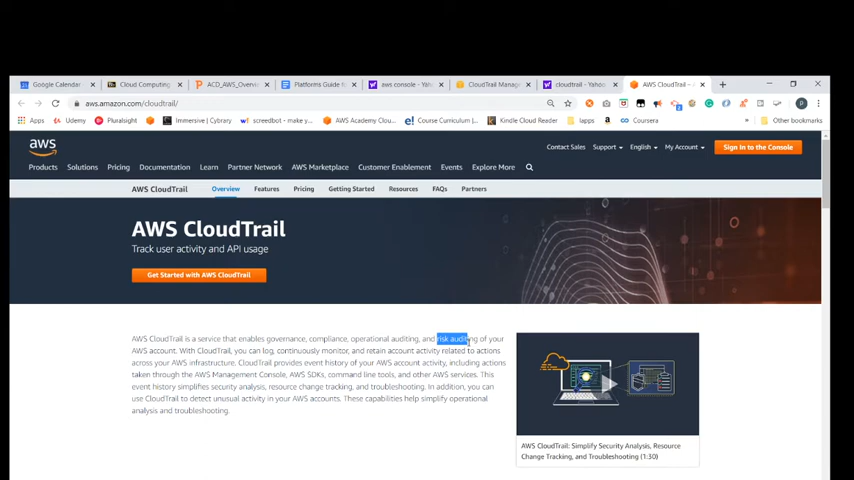 Google Calendar
Cloud Computing
ACD_AWS_Overvi
Platforms Guide fo
aws console - Yah
CloudTrail Manage
cloudtrail - Yahoo
AWS CloudTrail –
aws.amazon.com/cloudtrail/
Apps
Udemy
Pluralsight
Immersive | Cybrary
screedbot - make y...
AWS Academy Clou...
Course Curriculum |...
Kindle Cloud Reader
lapps
Coursera
»
Other bookmarks
aws
Contact Sales
Support
English
My Account
Sign In to the Console
Products
Solutions
Pricing
Documentation
Learn
Partner Network
AWS Marketplace
Customer Enablement
Events
Explore More
AWS CloudTrail
Overview
Features
Pricing
Getting Started
Resources
FAQs
Partners
AWS CloudTrail
Track user activity and API usage
Get Started with AWS CloudTrail
AWS CloudTrail is a service that enables governance, compliance, operational auditing, and risk auditing of your
AWS account. With CloudTrail, you can log, continuously monitor, and retain account activity related to actions
across your AWS infrastructure. CloudTrail provides event history of your AWS account activity, including actions
taken through the AWS Management Console, AWS SDKs, command line tools, and other AWS services. This
event history simplifies security analysis, resource change tracking, and troubleshooting. In addition, you can
use CloudTrail to detect unusual activity in your AWS accounts. These capabilities help simplify operational
analysis and troubleshooting.
AWS CloudTrail: Simplify Security Analysis, Resource
Change Tracking, and Troubleshooting (1:30)